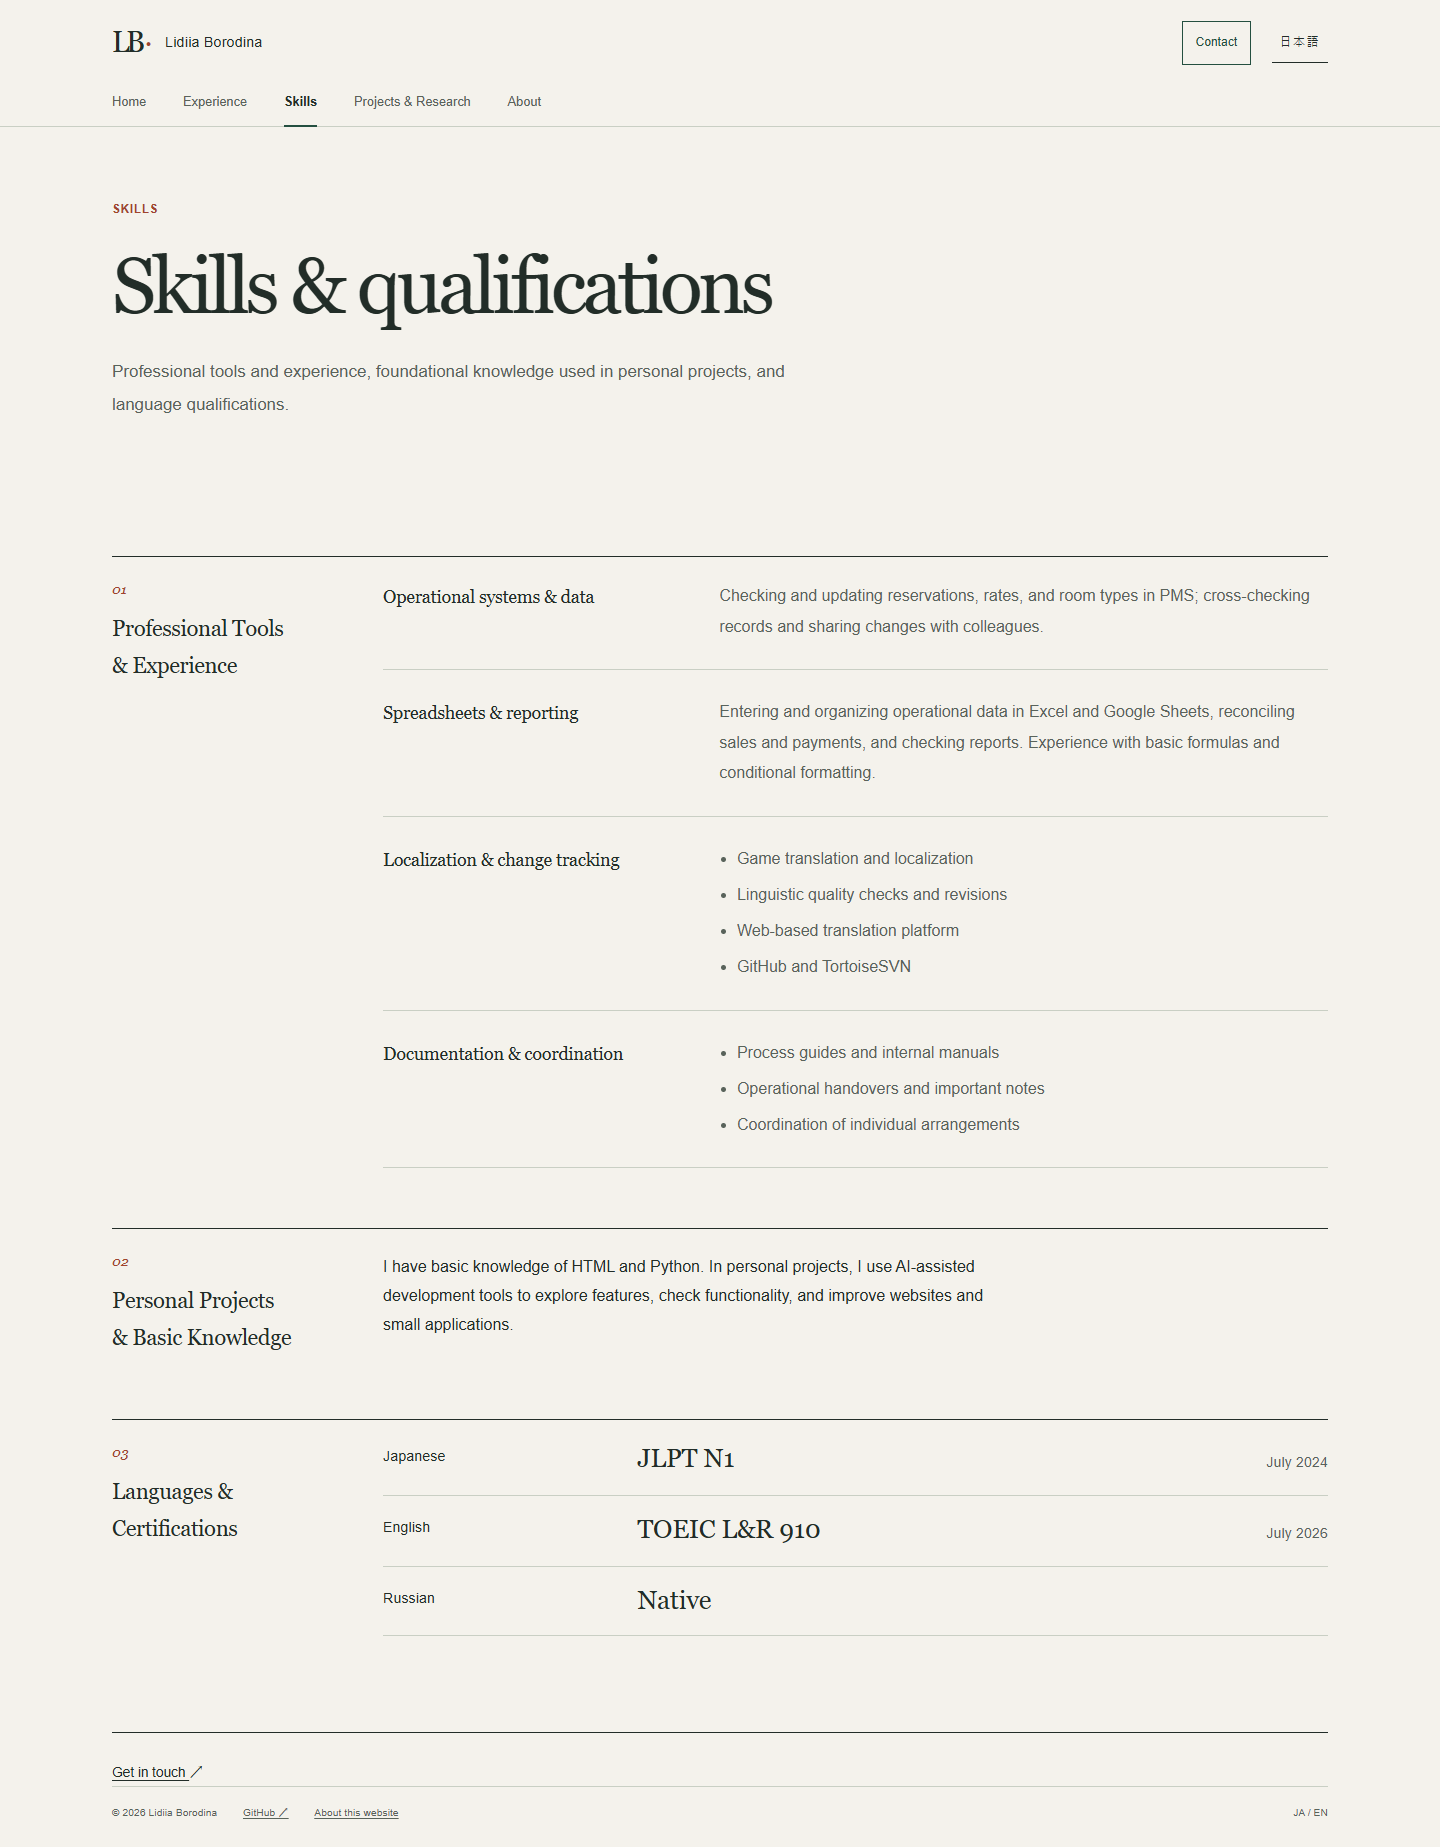 LB. Lidiia Borodina
Contact
日本語
Home
Experience
Skills
Projects & Research
About
SKILLS
Skills & qualifications
Professional tools and experience, foundational knowledge used in personal projects, and
language qualifications.
01
Professional Tools
& Experience
Operational systems & data
Checking and updating reservations, rates, and room types in PMS; cross-checking
records and sharing changes with colleagues.
Spreadsheets & reporting
Entering and organizing operational data in Excel and Google Sheets, reconciling
sales and payments, and checking reports. Experience with basic formulas and
conditional formatting.
Localization & change tracking
• Game translation and localization
• Linguistic quality checks and revisions
• Web-based translation platform
• GitHub and TortoiseSVN
Documentation & coordination
• Process guides and internal manuals
• Operational handovers and important notes
• Coordination of individual arrangements
02
Personal Projects
& Basic Knowledge
I have basic knowledge of HTML and Python. In personal projects, I use AI-assisted
development tools to explore features, check functionality, and improve websites and
small applications.
03
Languages &
Certifications
Japanese
JLPT N1
July 2024
English
TOEIC L&R 910
July 2026
Russian
Native
Get in touch ↗
© 2026 Lidiia Borodina
GitHub ↗
About this website
JA / EN